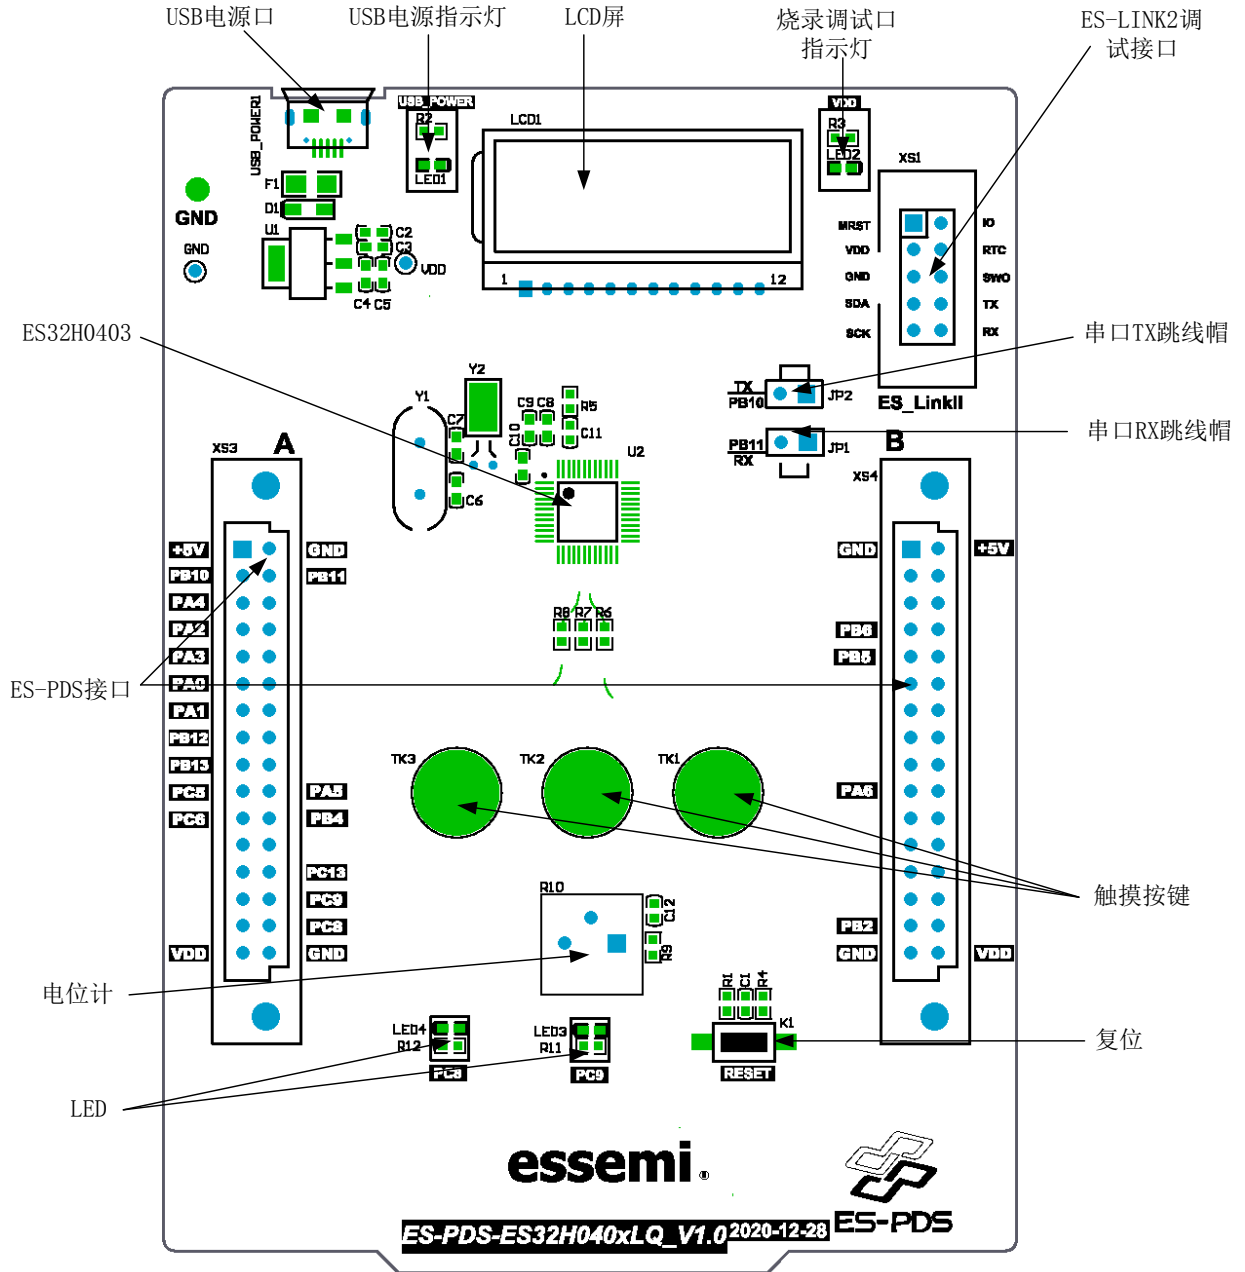 USB电源口
USB电源指示灯
LCD屏
烧录调试口
指示灯
ES-LINK2调
试接口
USB_POWER1
USB_POWER
R2
LED1
LCD1
VDD
R3
LED2
XS1
F1
D1
GND
U1
GND
C2
C3
VDD
C4
C5
1
12
MRST
IO
VDD
RTC
GND
SWO
SDA
TX
SCK
RX
ES_LinkII
ES32H0403
串口TX跳线帽
TX
PB10
JP2
串口RX跳线帽
PB11
RX
JP1
Y1
Y2
C7
C6
C10
C9
C8
R5
C11
U2
XS3
A
B
XS4
+5V
GND
PB10
PB11
PA4
PA2
PA3
PA0
PA1
PB12
PB13
PC5
PA5
PC6
PB4
PC13
PC9
PC8
VDD
GND
GND
+5V
PB6
PB5
PA6
PB2
GND
VDD
R8
R7
R6
ES-PDS接口
TK3
TK2
TK1
触摸按键
R10
C12
R9
电位计
R1
C1
R4
K1
RESET
复位
LED4
R12
PC8
LED3
R11
PC9
LED
essemi®
ES-PDS
ES-PDS-ES32H040xLQ_V1.0
2020-12-28